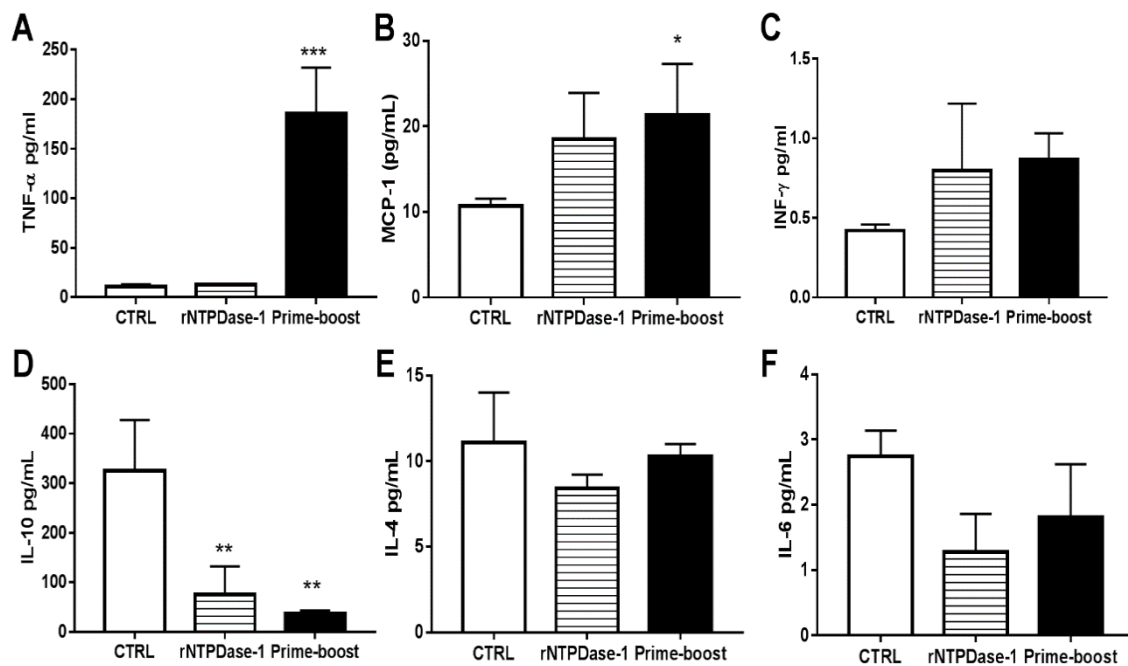 A
TNF-α pg/ml
250
200
150
100
50
0
***
CTRL rNTPDase-1 Prime-boost
B
MCP-1 (pg/mL)
30
20
10
0
*
CTRL rNTPDase-1 Prime-boost
C
INF-γ pg/ml
1.5
1.0
0.5
0.0
CTRL rNTPDase-1 Prime-boost
D
IL-10 pg/mL
500
400
300
200
100
0
**
**
CTRL rNTPDase-1 Prime-boost
E
IL-4 pg/mL
15
10
5
0
CTRL rNTPDase-1 Prime-boost
F
IL-6 pg/mL
4
3
2
1
0
CTRL rNTPDase-1 Prime-boost